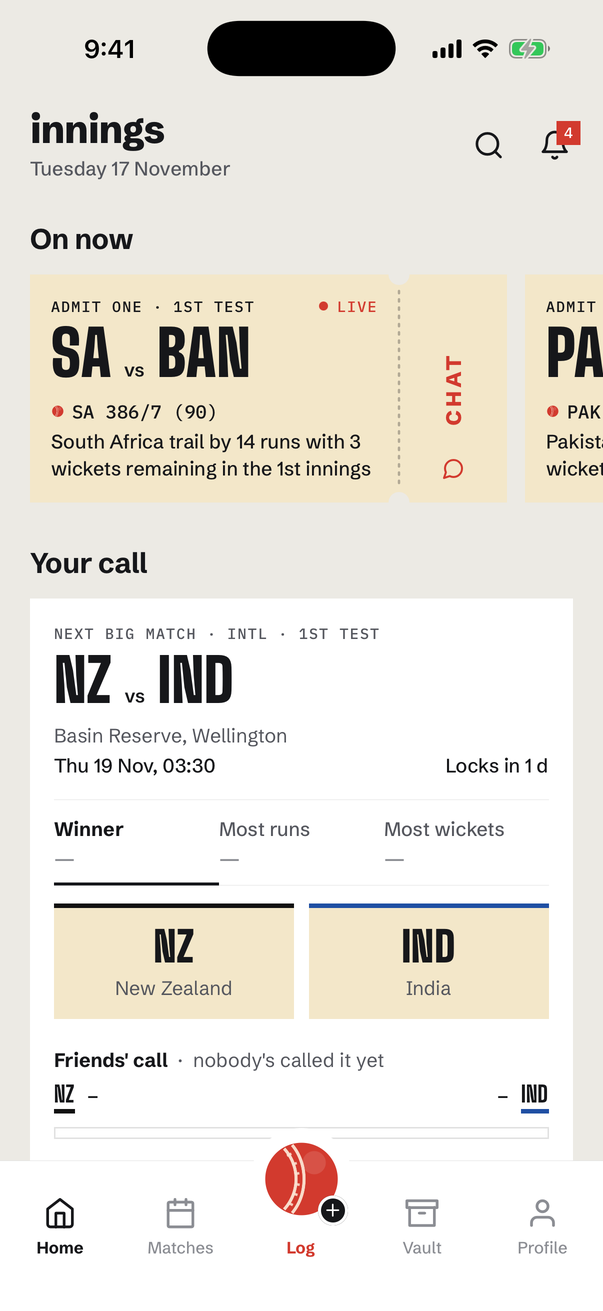 9:41
innings
Tuesday 17 November
4
On now
ADMIT ONE · 1ST TEST
LIVE
SA vs BAN
SA 386/7 (90)
South Africa trail by 14 runs with 3
wickets remaining in the 1st innings
CHAT
ADMIT
PA
PAK
Pakist
wicket
Your call
NEXT BIG MATCH · INTL · 1ST TEST
NZ vs IND
Basin Reserve, Wellington
Thu 19 Nov, 03:30
Locks in 1 d
Winner Most runs Most wickets
— — —
NZ IND
New Zealand India
Friends' call · nobody's called it yet
NZ – – IND
Home Matches Log Vault Profile